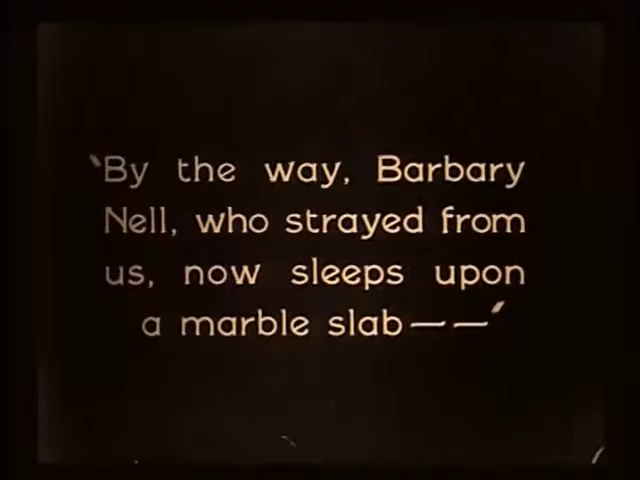 ‘By the way, Barbary
Nell, who strayed from
us, now sleeps upon
a marble slab——’